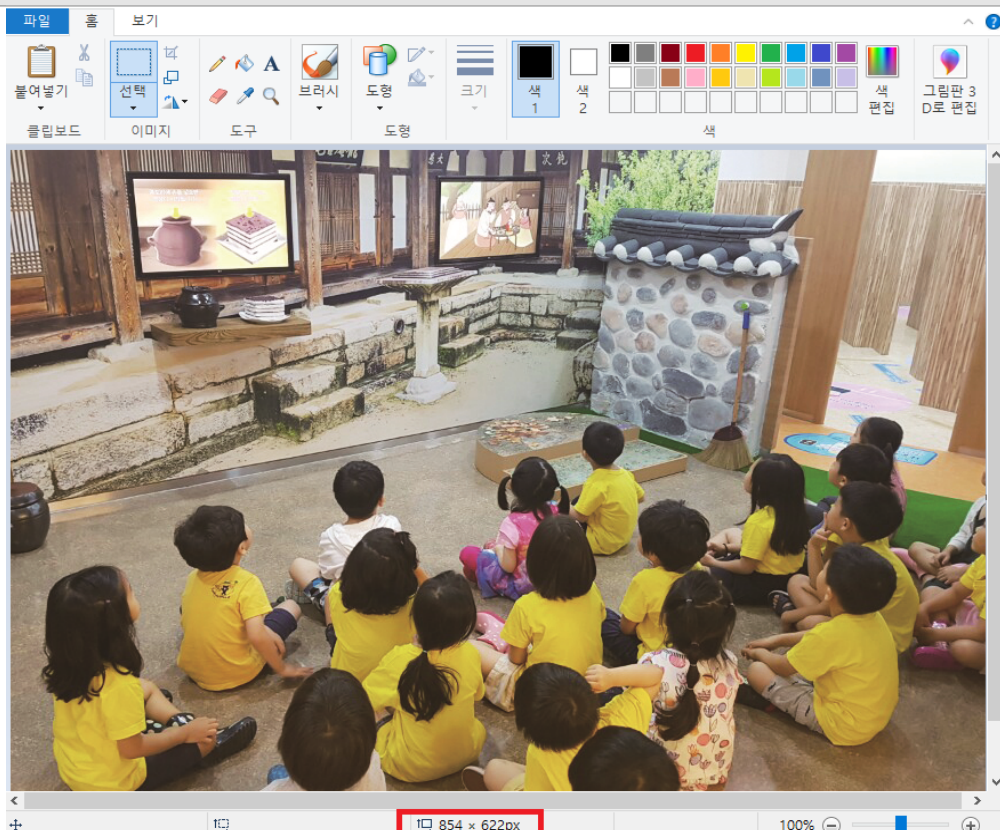 파일 홈 보기
붙여넣기 선택 A 브러시 도형 크기 색 1 색 2 색 편집 그림판 3D로 편집
클립보드 이미지 도구 도형 색
854 × 622px 100%